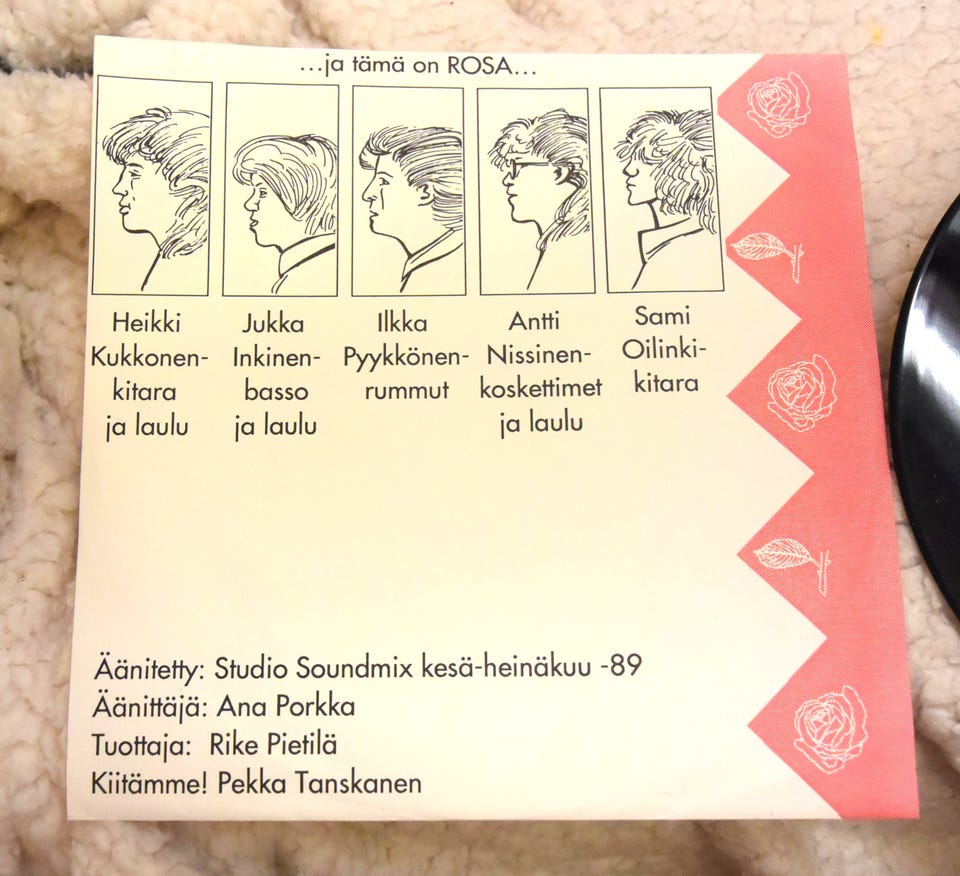 ...ja tämä on ROSA...
Heikki
Kukkonen-
kitara
ja laulu
Jukka
Inkinen-
basso
ja laulu
Ilkka
Pyykkönen-
rummut
Antti
Nissinen-
koskettimet
ja laulu
Sami
Oilinki-
kitara
Äänitetty: Studio Soundmix kesä-heinäkuu -89
Äänittäjä: Ana Porkka
Tuottaja: Rike Pietilä
Kiitämme! Pekka Tanskanen